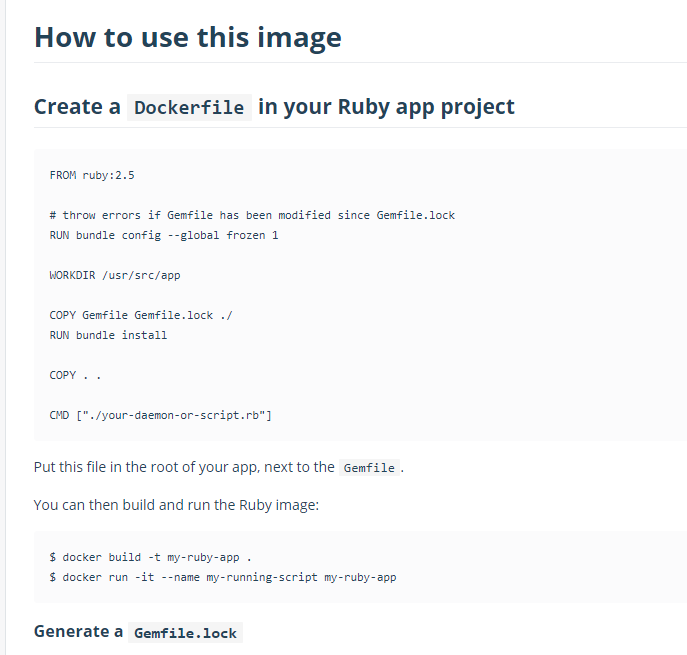 How to use this image
Create a Dockerfile in your Ruby app project
FROM ruby:2.5
# throw errors if Gemfile has been modified since Gemfile.lock
RUN bundle config --global frozen 1
WORKDIR /usr/src/app
COPY Gemfile Gemfile.lock ./
RUN bundle install
COPY . .
CMD ["./your-daemon-or-script.rb"]
Put this file in the root of your app, next to the Gemfile .
You can then build and run the Ruby image:
$ docker build -t my-ruby-app .
$ docker run -it --name my-running-script my-ruby-app
Generate a Gemfile.lock